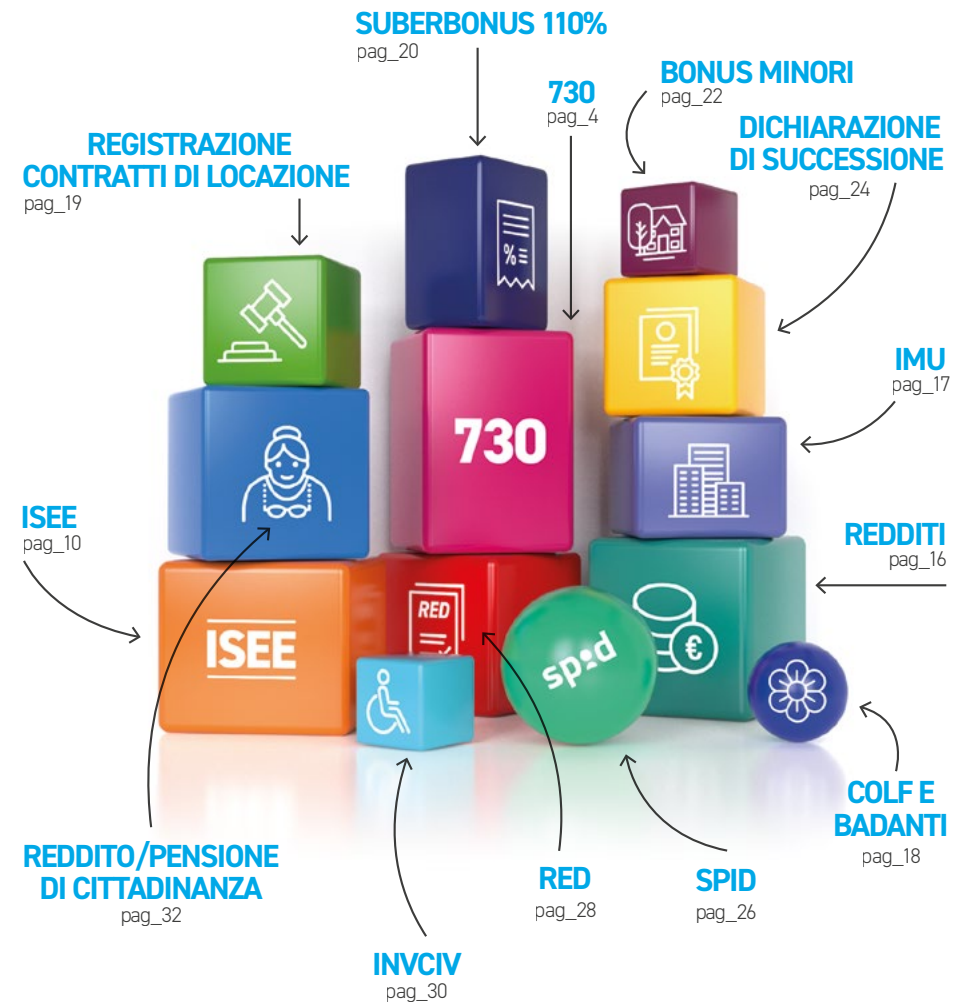 SUBERBONUS 110%
pag_20
730
pag_4
BONUS MINORI
pag_22
DICHIARAZIONE
DI SUCCESSIONE
pag_24
REGISTRAZIONE
CONTRATTI DI LOCAZIONE
pag_19
%=
730
IMU
pag_17
ISEE
pag_10
REDDITI
pag_16
RED
ISEE
spid
€
COLF E
BADANTI
pag_18
REDDITO/PENSIONE
DI CITTADINANZA
pag_32
RED
pag_28
SPID
pag_26
INVCIV
pag_30